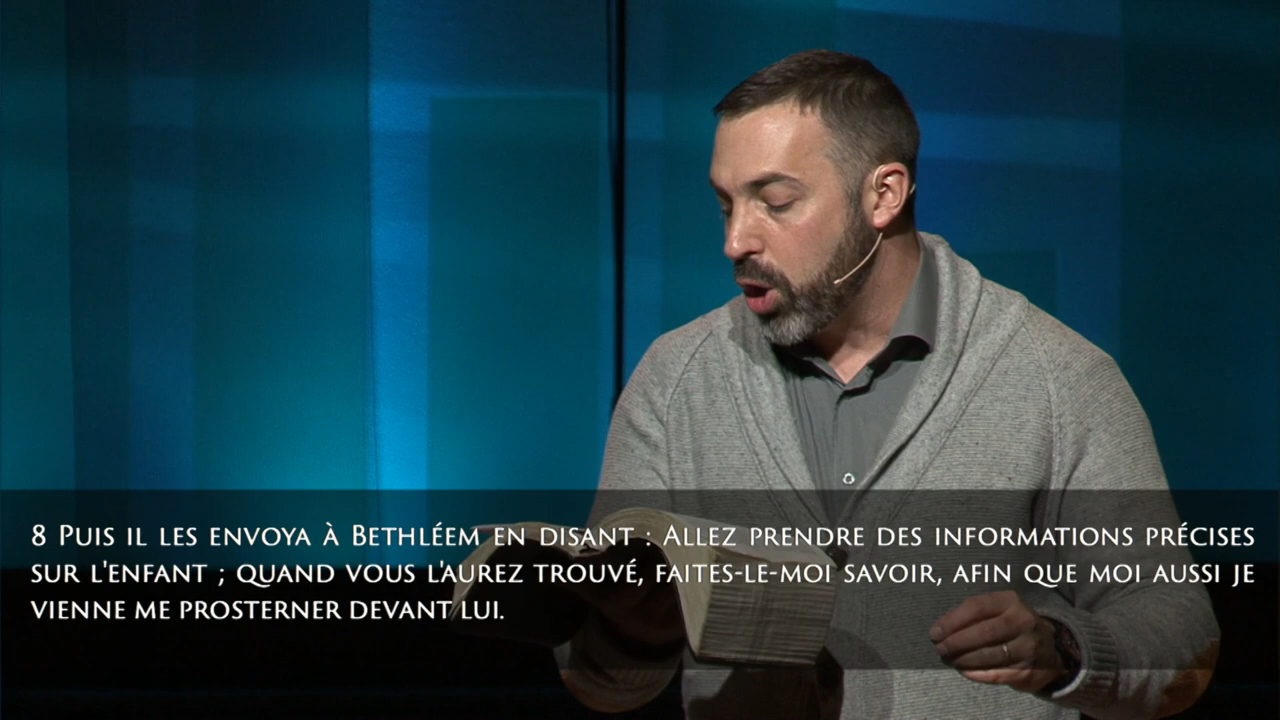 8 Puis il les envoya à Bethléem en disant : Allez prendre des informations précises
sur l'enfant ; quand vous l'aurez trouvé, faites-le-moi savoir, afin que moi aussi je
vienne me prosterner devant lui.